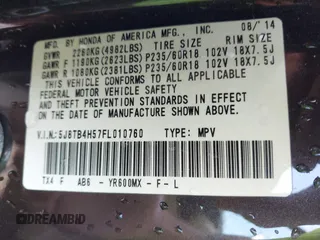 MFD. BY HONDA OF AMERICA MFG., INC. 08/'14
GVWR 2260KG(4982LBS) TIRE SIZE RIM SIZE
GAWR F 1190KG(2623LBS) P235/60R18 102V 18X7.5J
GAWR R 1080KG(2381LBS) P235/60R18 102V 18X7.5J
THIS VEHICLE CONFORMS TO ALL APPLICABLE
FEDERAL MOTOR VEHICLE SAFETY
AND THEFT PREVENTION STANDARDS IN EFFECT ON
THE DATE OF MANUFACTURE SHOWN ABOVE.
V.I.N.:5J8TB4H57FL010760 TYPE: MPV
TX4 F AB6 - YR600MX -F-L
DREAMBID